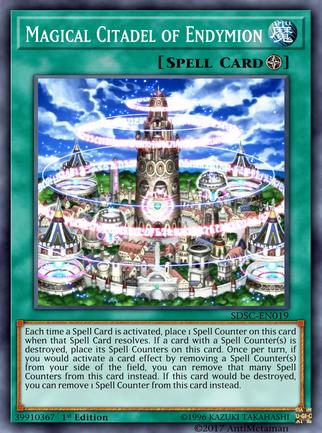 MAGICAL CITADEL OF ENDYMION
[SPELL CARD]
SDSC-EN019
Each time a Spell Card is activated, place 1 Spell Counter on this card
when that Spell Card resolves. If a card with a Spell Counter(s) is
destroyed, place its Spell Counters on this card. Once per turn, if
you would activate a card effect by removing a Spell Counter(s)
from your side of the field, you can remove that many Spell
Counters from this card instead. If this card would be destroyed,
you can remove 1 Spell Counter from this card instead.
39910367 1st Edition ©1996 KAZUKI TAKAHASHI
©2017 AntiMetaman